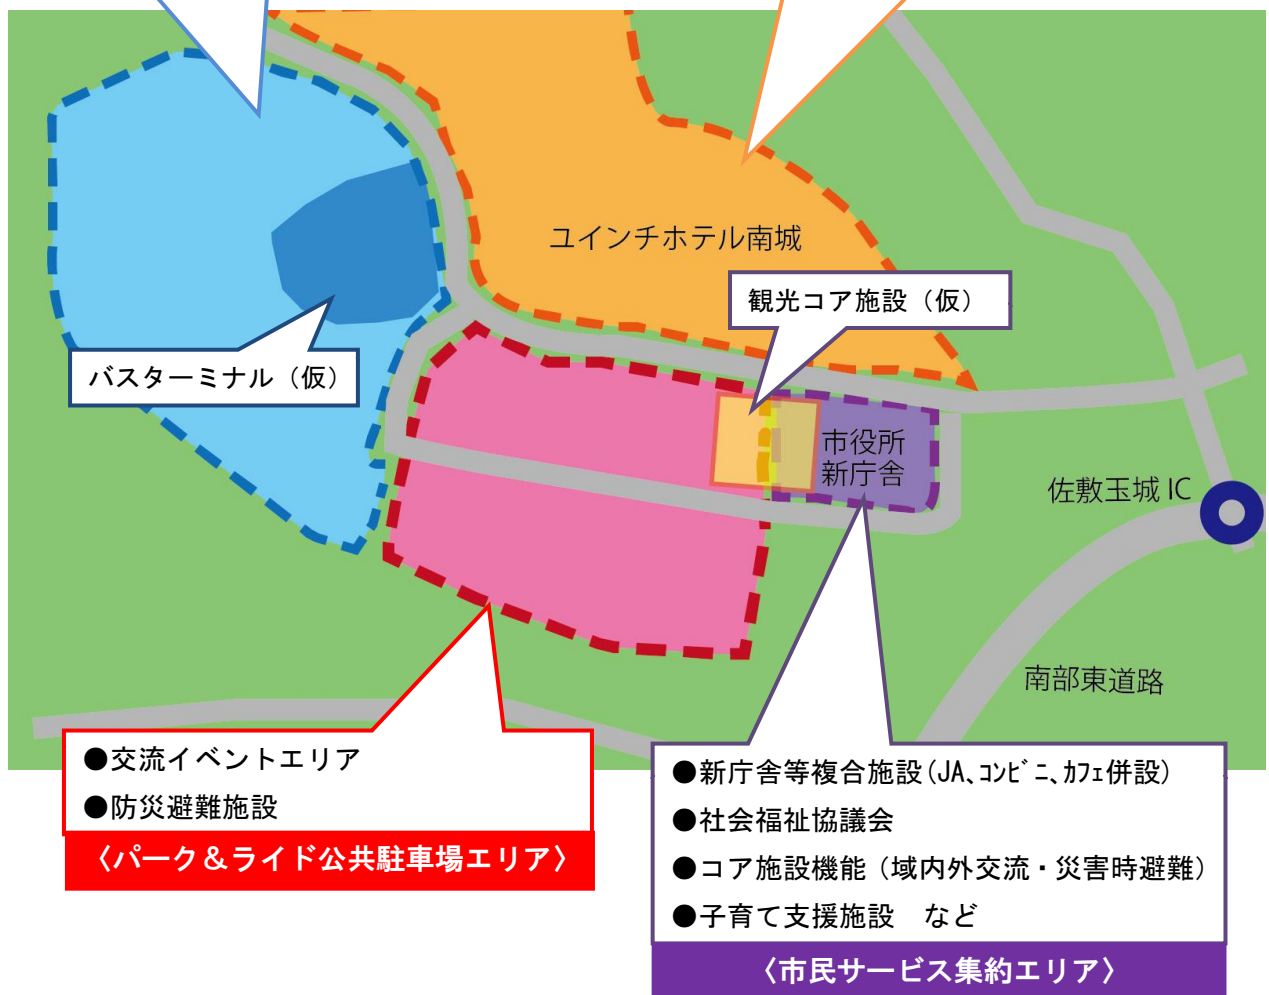 ユインチホテル南城
観光コア施設（仮）
バスターミナル（仮）
市役所
新庁舎
佐敷玉城 IC
南部東道路
●交流イベントエリア
●防災避難施設
〈パーク＆ライド公共駐車場エリア〉
●新庁舎等複合施設（JA、ｺﾝﾋﾞﾆ、ｶﾌｪ併設）
●社会福祉協議会
●コア施設機能（域内外交流・災害時避難）
●子育て支援施設　など
〈市民サービス集約エリア〉